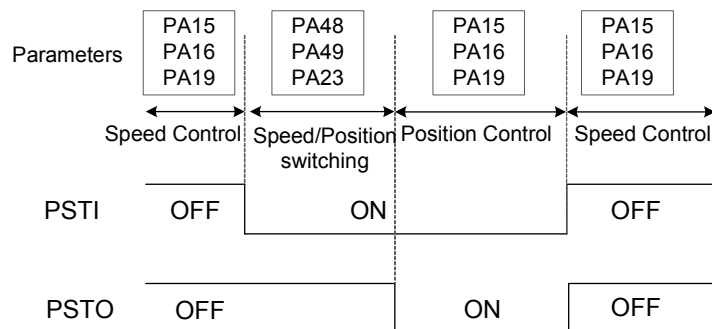 Parameters
PA15
PA16
PA19
PA48
PA49
PA23
PA15
PA16
PA19
PA15
PA16
PA19
Speed Control
Speed/Position
switching
Position Control
Speed Control
PSTI
OFF
ON
OFF
PSTO
OFF
ON
OFF